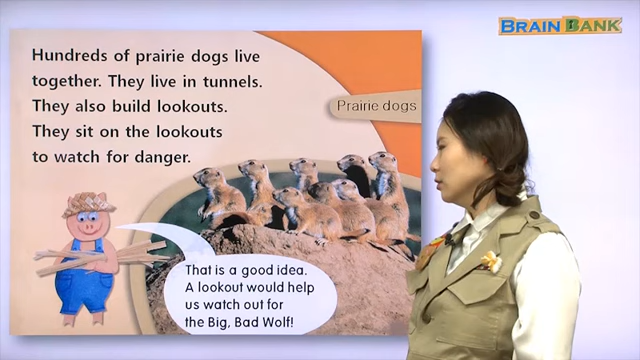 BRAIN BANK
Hundreds of prairie dogs live
together. They live in tunnels.
They also build lookouts.
They sit on the lookouts
to watch for danger.
Prairie dogs
That is a good idea.
A lookout would help
us watch out for
the Big, Bad Wolf!